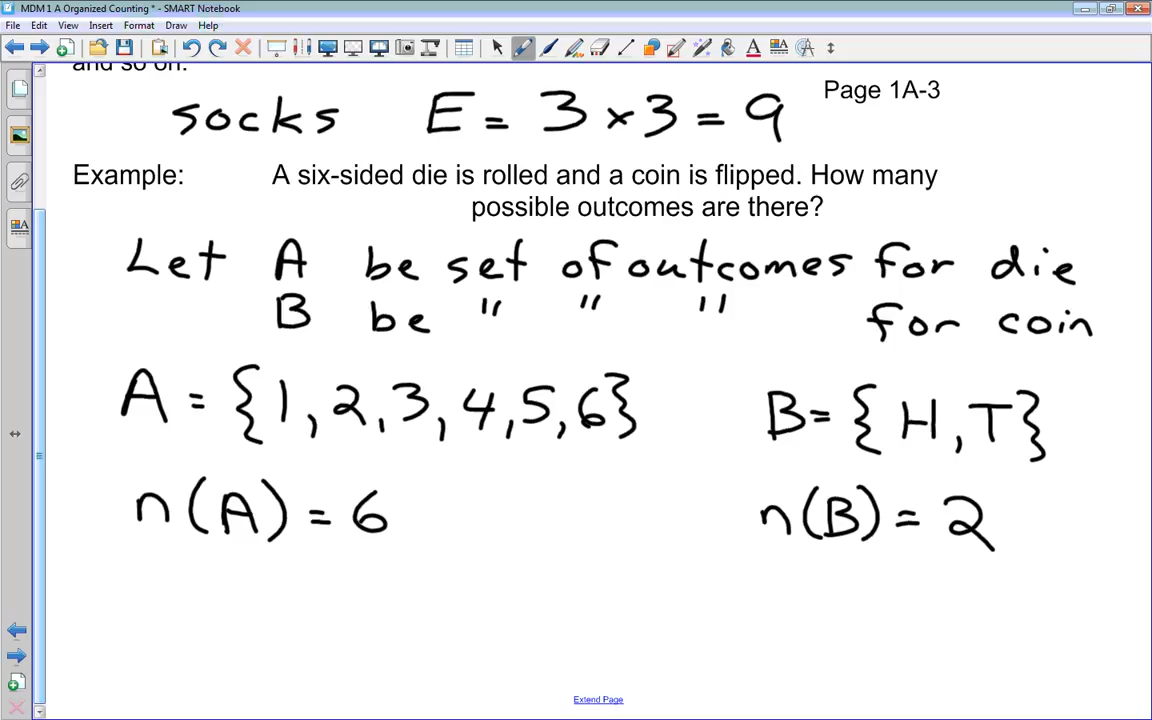 MDM 1 A Organized Counting * - SMART Notebook
File Edit View Insert Format Tools Draw Help
and so on.
Page 1A-3
socks E = 3 × 3 = 9
Example: A six-sided die is rolled and a coin is flipped. How many
possible outcomes are there?
Let A be set of outcomes for die
B be " " " for coin
A = {1, 2, 3, 4, 5, 6} B = {H, T}
n(A) = 6 n(B) = 2
Extend Page